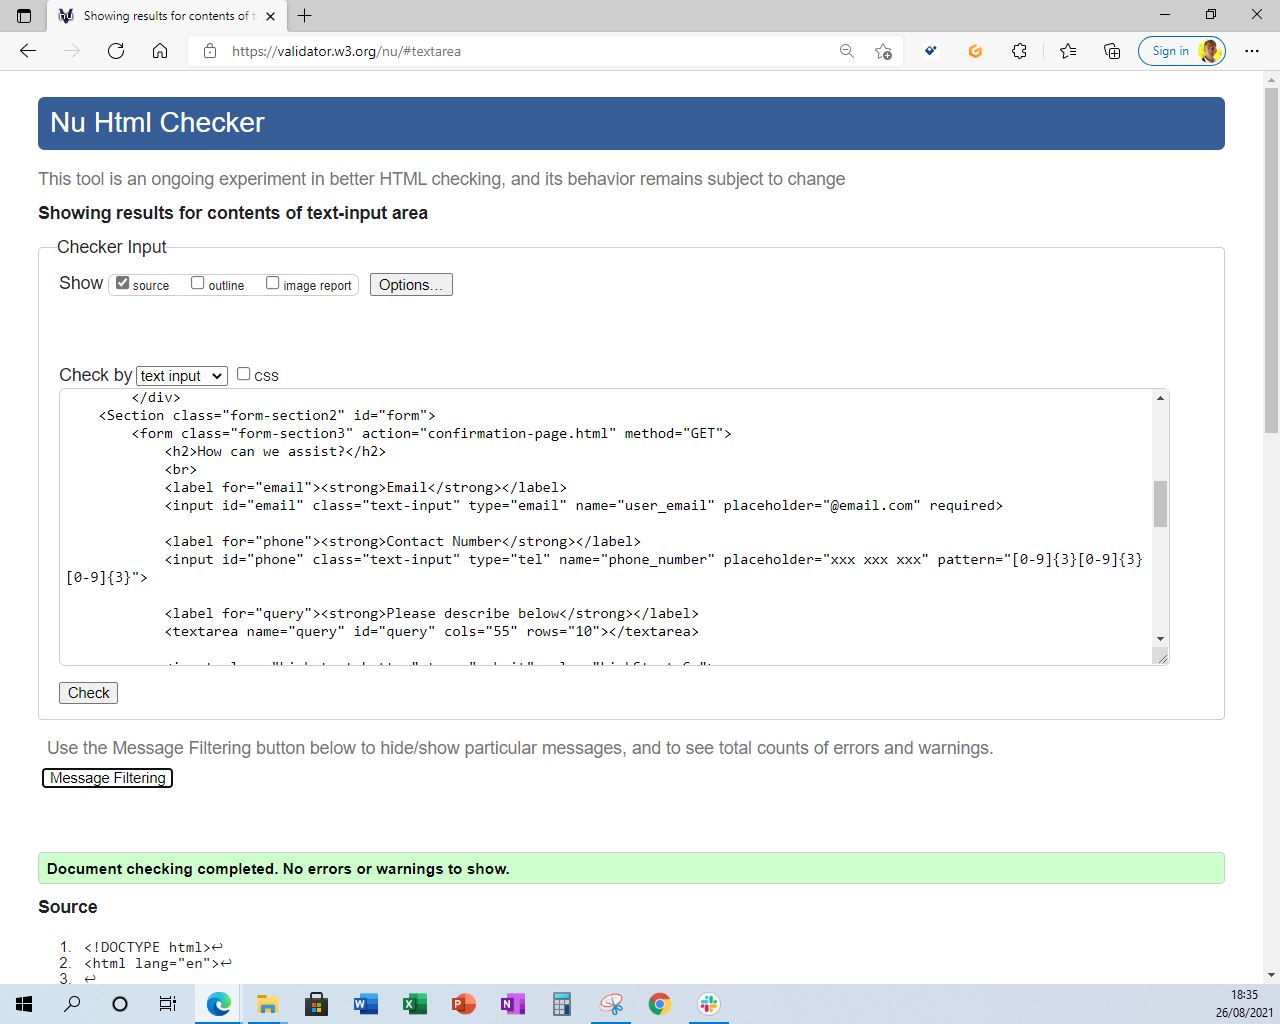 Showing results for contents of t
https://validator.w3.org/nu/#textarea
Sign in
Nu Html Checker
This tool is an ongoing experiment in better HTML checking, and its behavior remains subject to change
Showing results for contents of text-input area
Checker Input
Show source outline image report Options...
Check by text input css
</div>
<Section class="form-section2" id="form">
<form class="form-section3" action="confirmation-page.html" method="GET">
<h2>How can we assist?</h2>
<br>
<label for="email"><strong>Email</strong></label>
<input id="email" class="text-input" type="email" name="user_email" placeholder="@email.com" required>
<label for="phone"><strong>Contact Number</strong></label>
<input id="phone" class="text-input" type="tel" name="phone_number" placeholder="xxx xxx xxx" pattern="[0-9]{3}[0-9]{3}
[0-9]{3}">
<label for="query"><strong>Please describe below</strong></label>
<textarea name="query" id="query" cols="55" rows="10"></textarea>
Check
Use the Message Filtering button below to hide/show particular messages, and to see total counts of errors and warnings.
Message Filtering
Document checking completed. No errors or warnings to show.
Source
1. <!DOCTYPE html>↩
2. <html lang="en">↩
3. ↩
18:35
26/08/2021